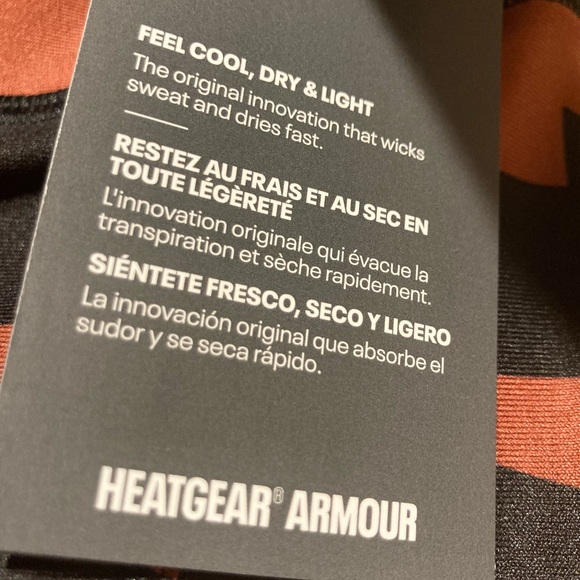 FEEL COOL, DRY & LIGHT
The original innovation that wicks
sweat and dries fast.
RESTEZ AU FRAIS ET AU SEC EN
TOUTE LÉGÈRETÉ
L'innovation originale qui évacue la
transpiration et sèche rapidement.
SIÉNTETE FRESCO, SECO Y LIGERO
La innovación original que absorbe el
sudor y se seca rápido.
HEATGEAR® ARMOUR